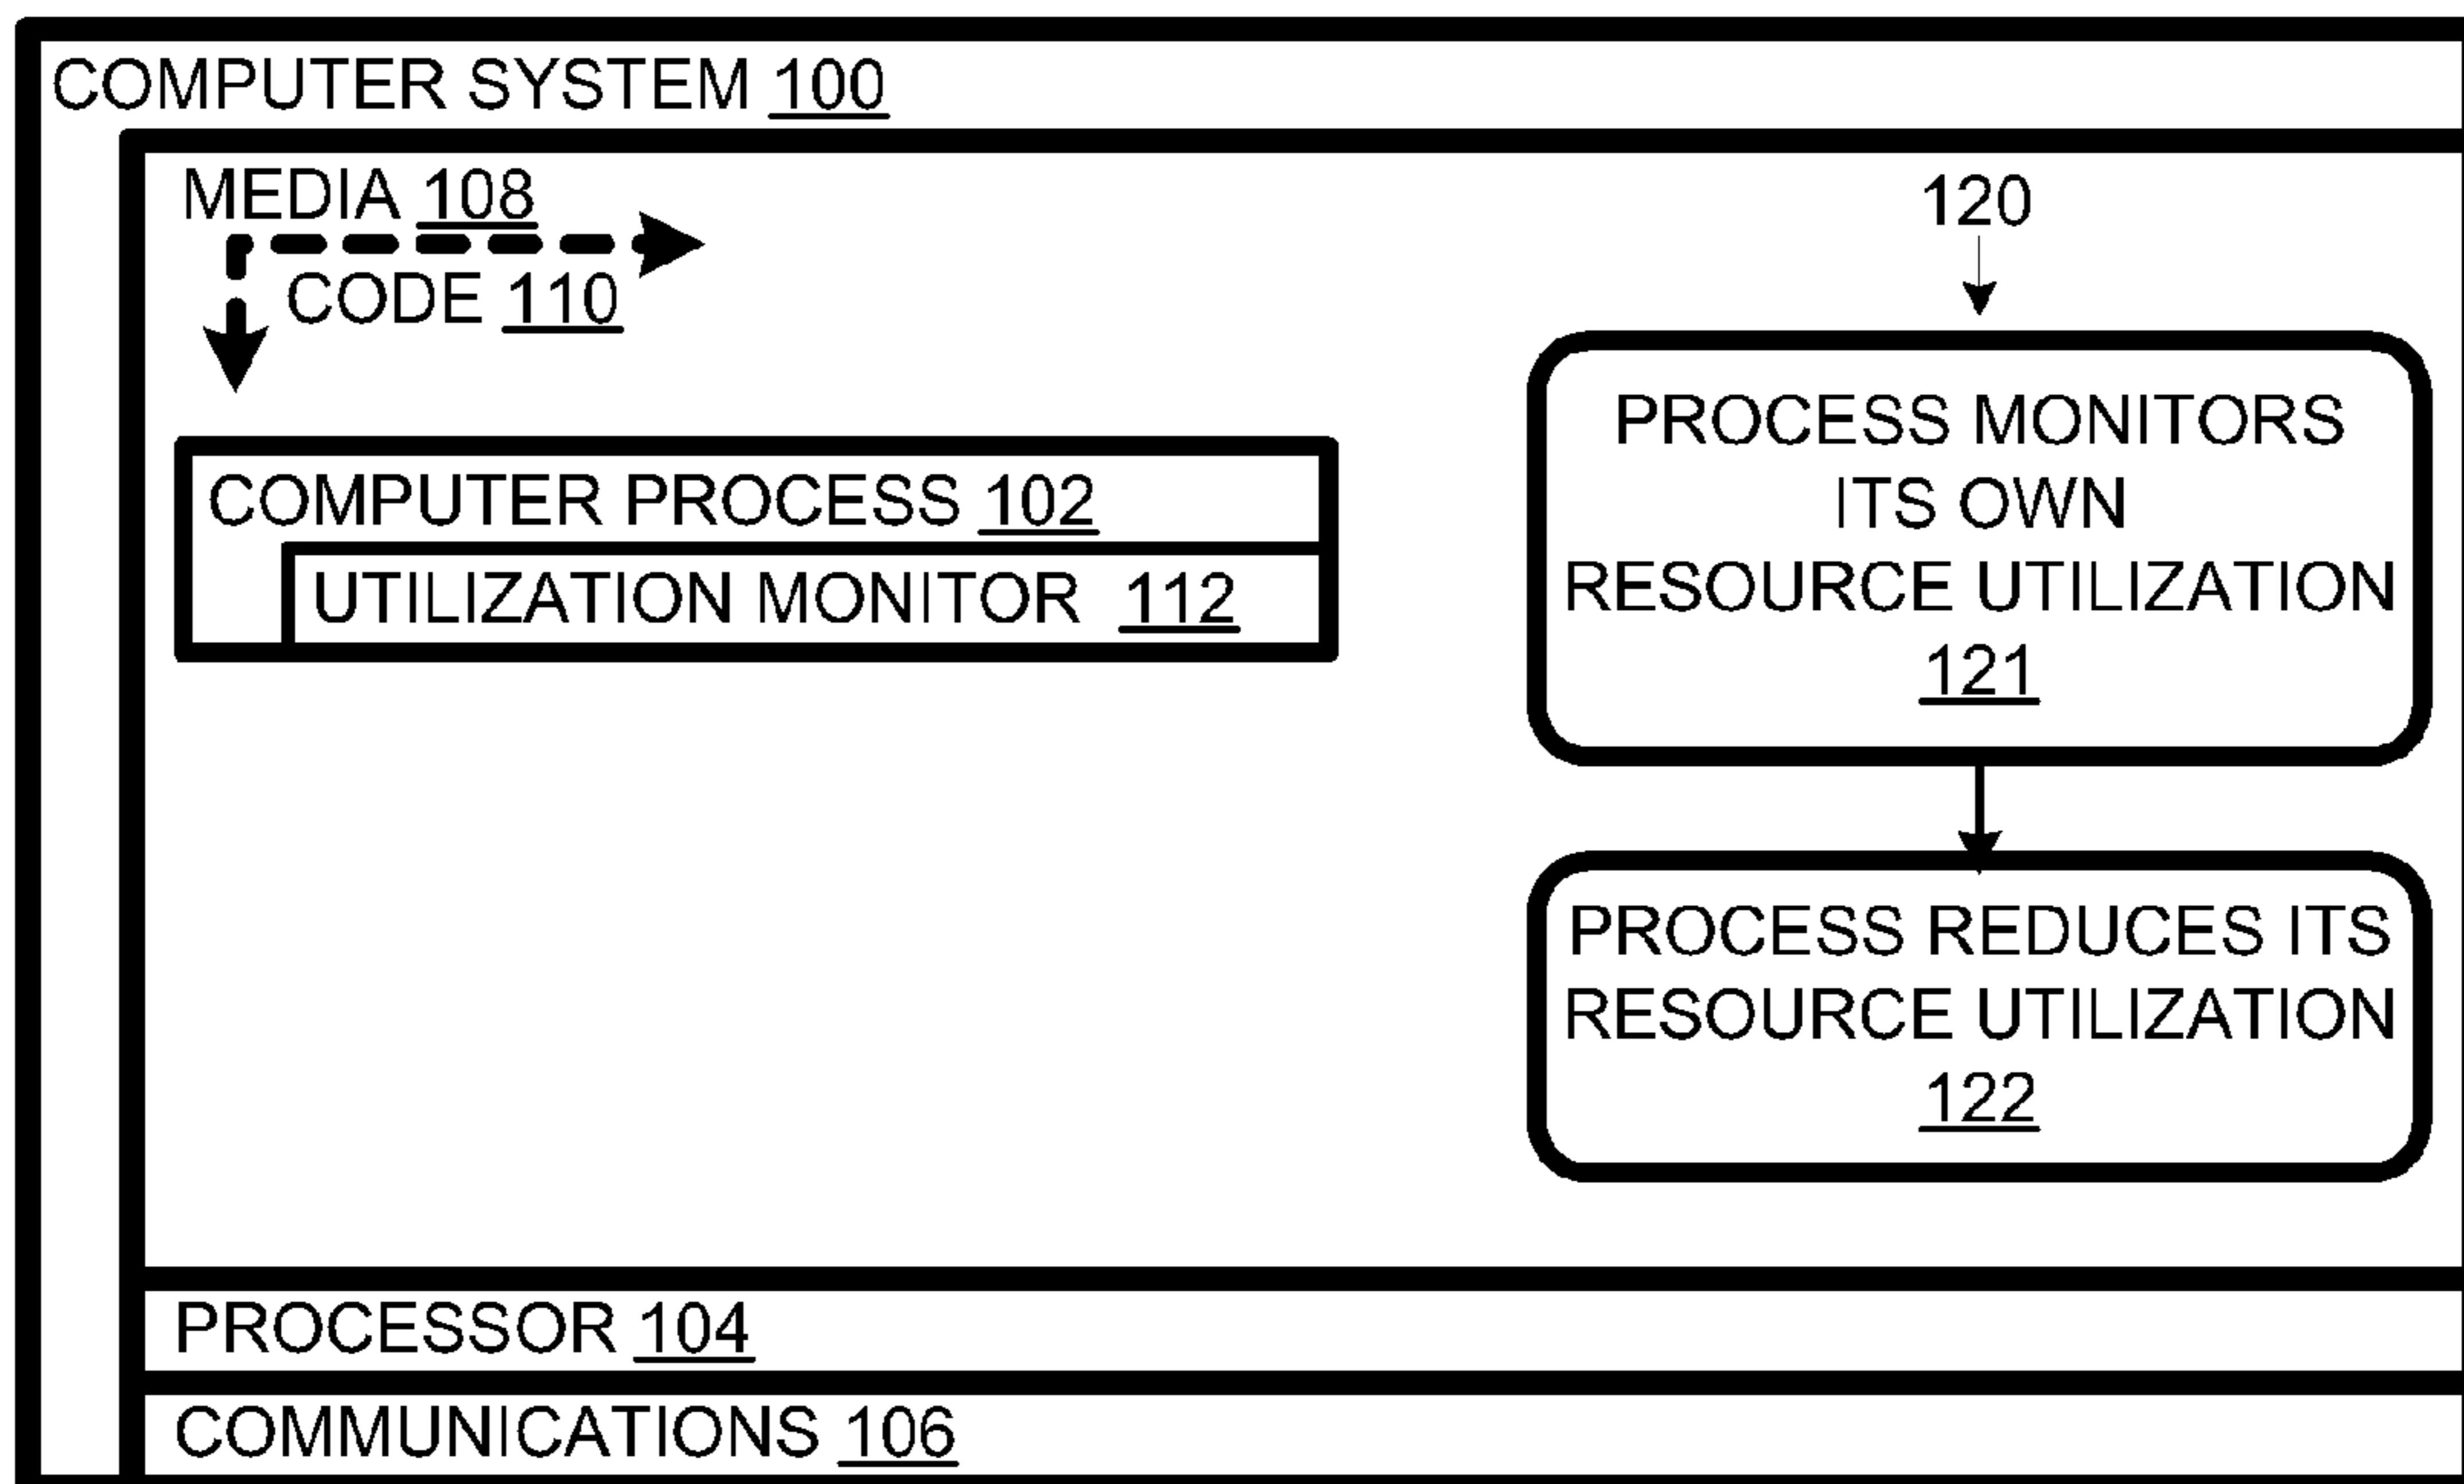 COMPUTER SYSTEM 100
MEDIA 108
CODE 110
COMPUTER PROCESS 102
UTILIZATION MONITOR 112
120
PROCESS MONITORS
ITS OWN
RESOURCE UTILIZATION
121
PROCESS REDUCES ITS
RESOURCE UTILIZATION
122
PROCESSOR 104
COMMUNICATIONS 106